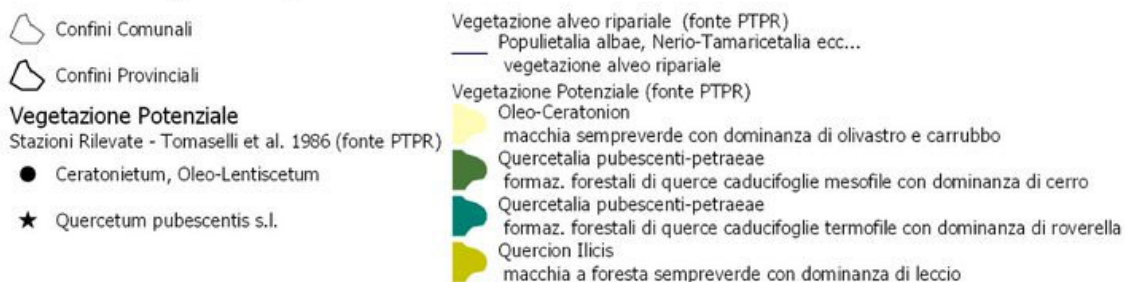 Confini Comunali
Confini Provinciali
Vegetazione Potenziale
Stazioni Rilevate - Tomaselli et al. 1986 (fonte PTPR)
Ceratonietum, Oleo-Lentiscetum
Quercetum pubescentis s.l.
Vegetazione alveo ripariale (fonte PTPR)
Populietalia albae, Nerio-Tamaricetalia ecc...
vegetazione alveo ripariale
Vegetazione Potenziale (fonte PTPR)
Oleo-Ceratonion
macchia sempreverde con dominanza di olivastro e carrubbo
Quercetalia pubescenti-petraeae
formaz. forestali di querce caducifoglie mesofile con dominanza di cerro
Quercetalia pubescenti-petraeae
formaz. forestali di querce caducifoglie termofile con dominanza di roverella
Quercion Ilicis
macchia a foresta sempreverde con dominanza di leccio